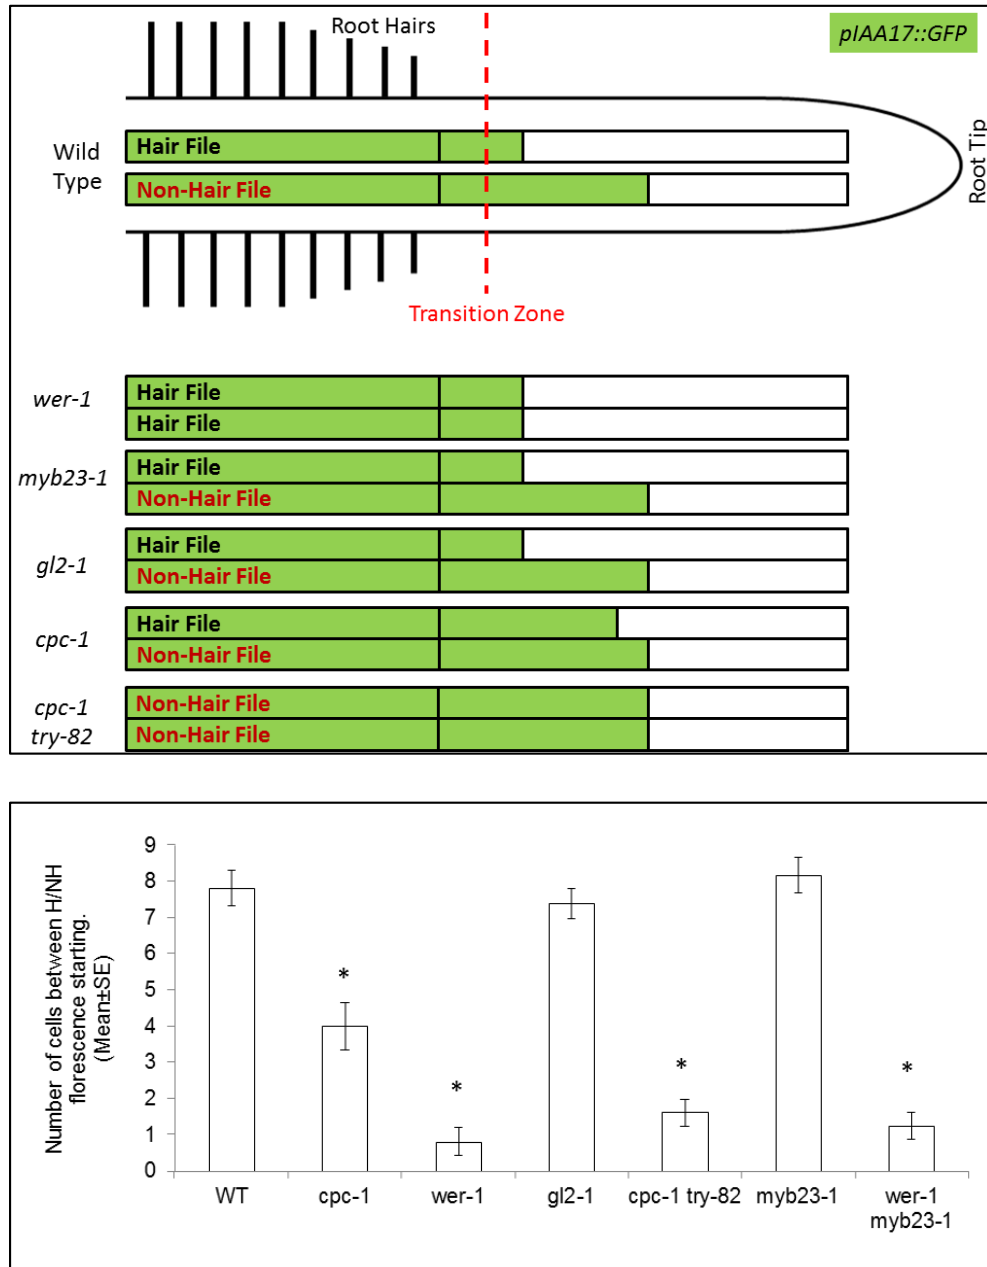 Root Hairs
pIAA17::GFP
Wild
Type
Hair File
Non-Hair File
Root Tip
Transition Zone
wer-1
Hair File
Hair File
myb23-1
Hair File
Non-Hair File
gl2-1
Hair File
Non-Hair File
cpc-1
Hair File
Non-Hair File
cpc-1
try-82
Non-Hair File
Non-Hair File
Number of cells between H/NH
florescence starting.
(Mean±SE)
9
8
7
6
5
4
3
2
1
0
*
*
*
*
WT
cpc-1
wer-1
gl2-1
cpc-1 try-82
myb23-1
wer-1
myb23-1